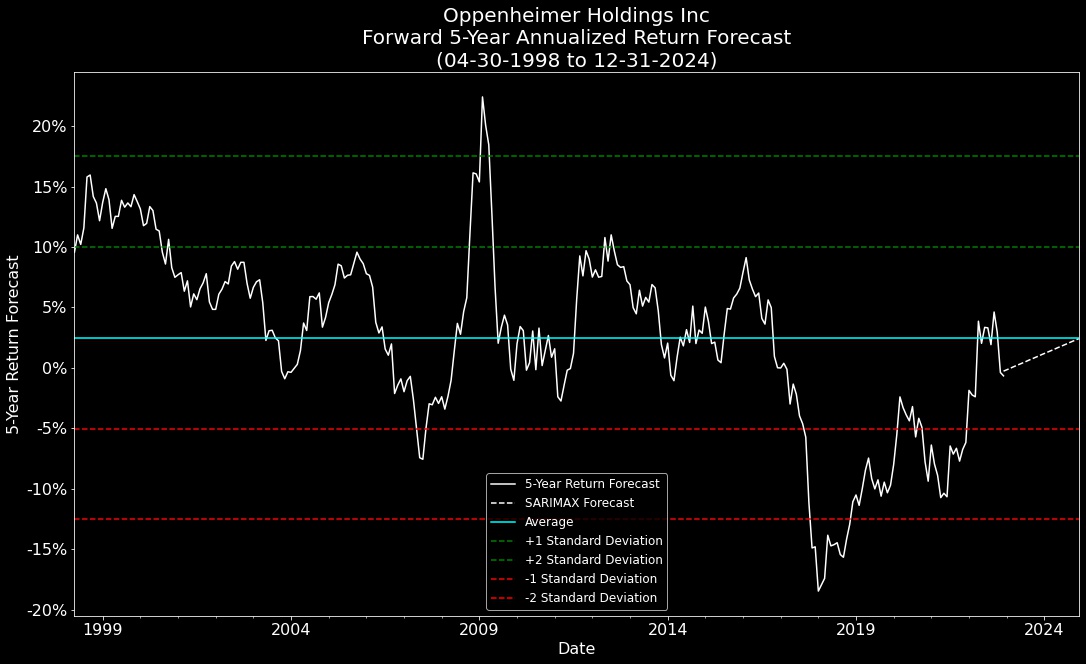 Oppenheimer Holdings Inc
Forward 5-Year Annualized Return Forecast
(04-30-1998 to 12-31-2024)
5-Year Return Forecast
20%
15%
10%
5%
0%
-5%
-10%
-15%
-20%
5-Year Return Forecast
SARIMAX Forecast
Average
+1 Standard Deviation
+2 Standard Deviation
-1 Standard Deviation
-2 Standard Deviation
1999 2004 2009 2014 2019 2024
Date